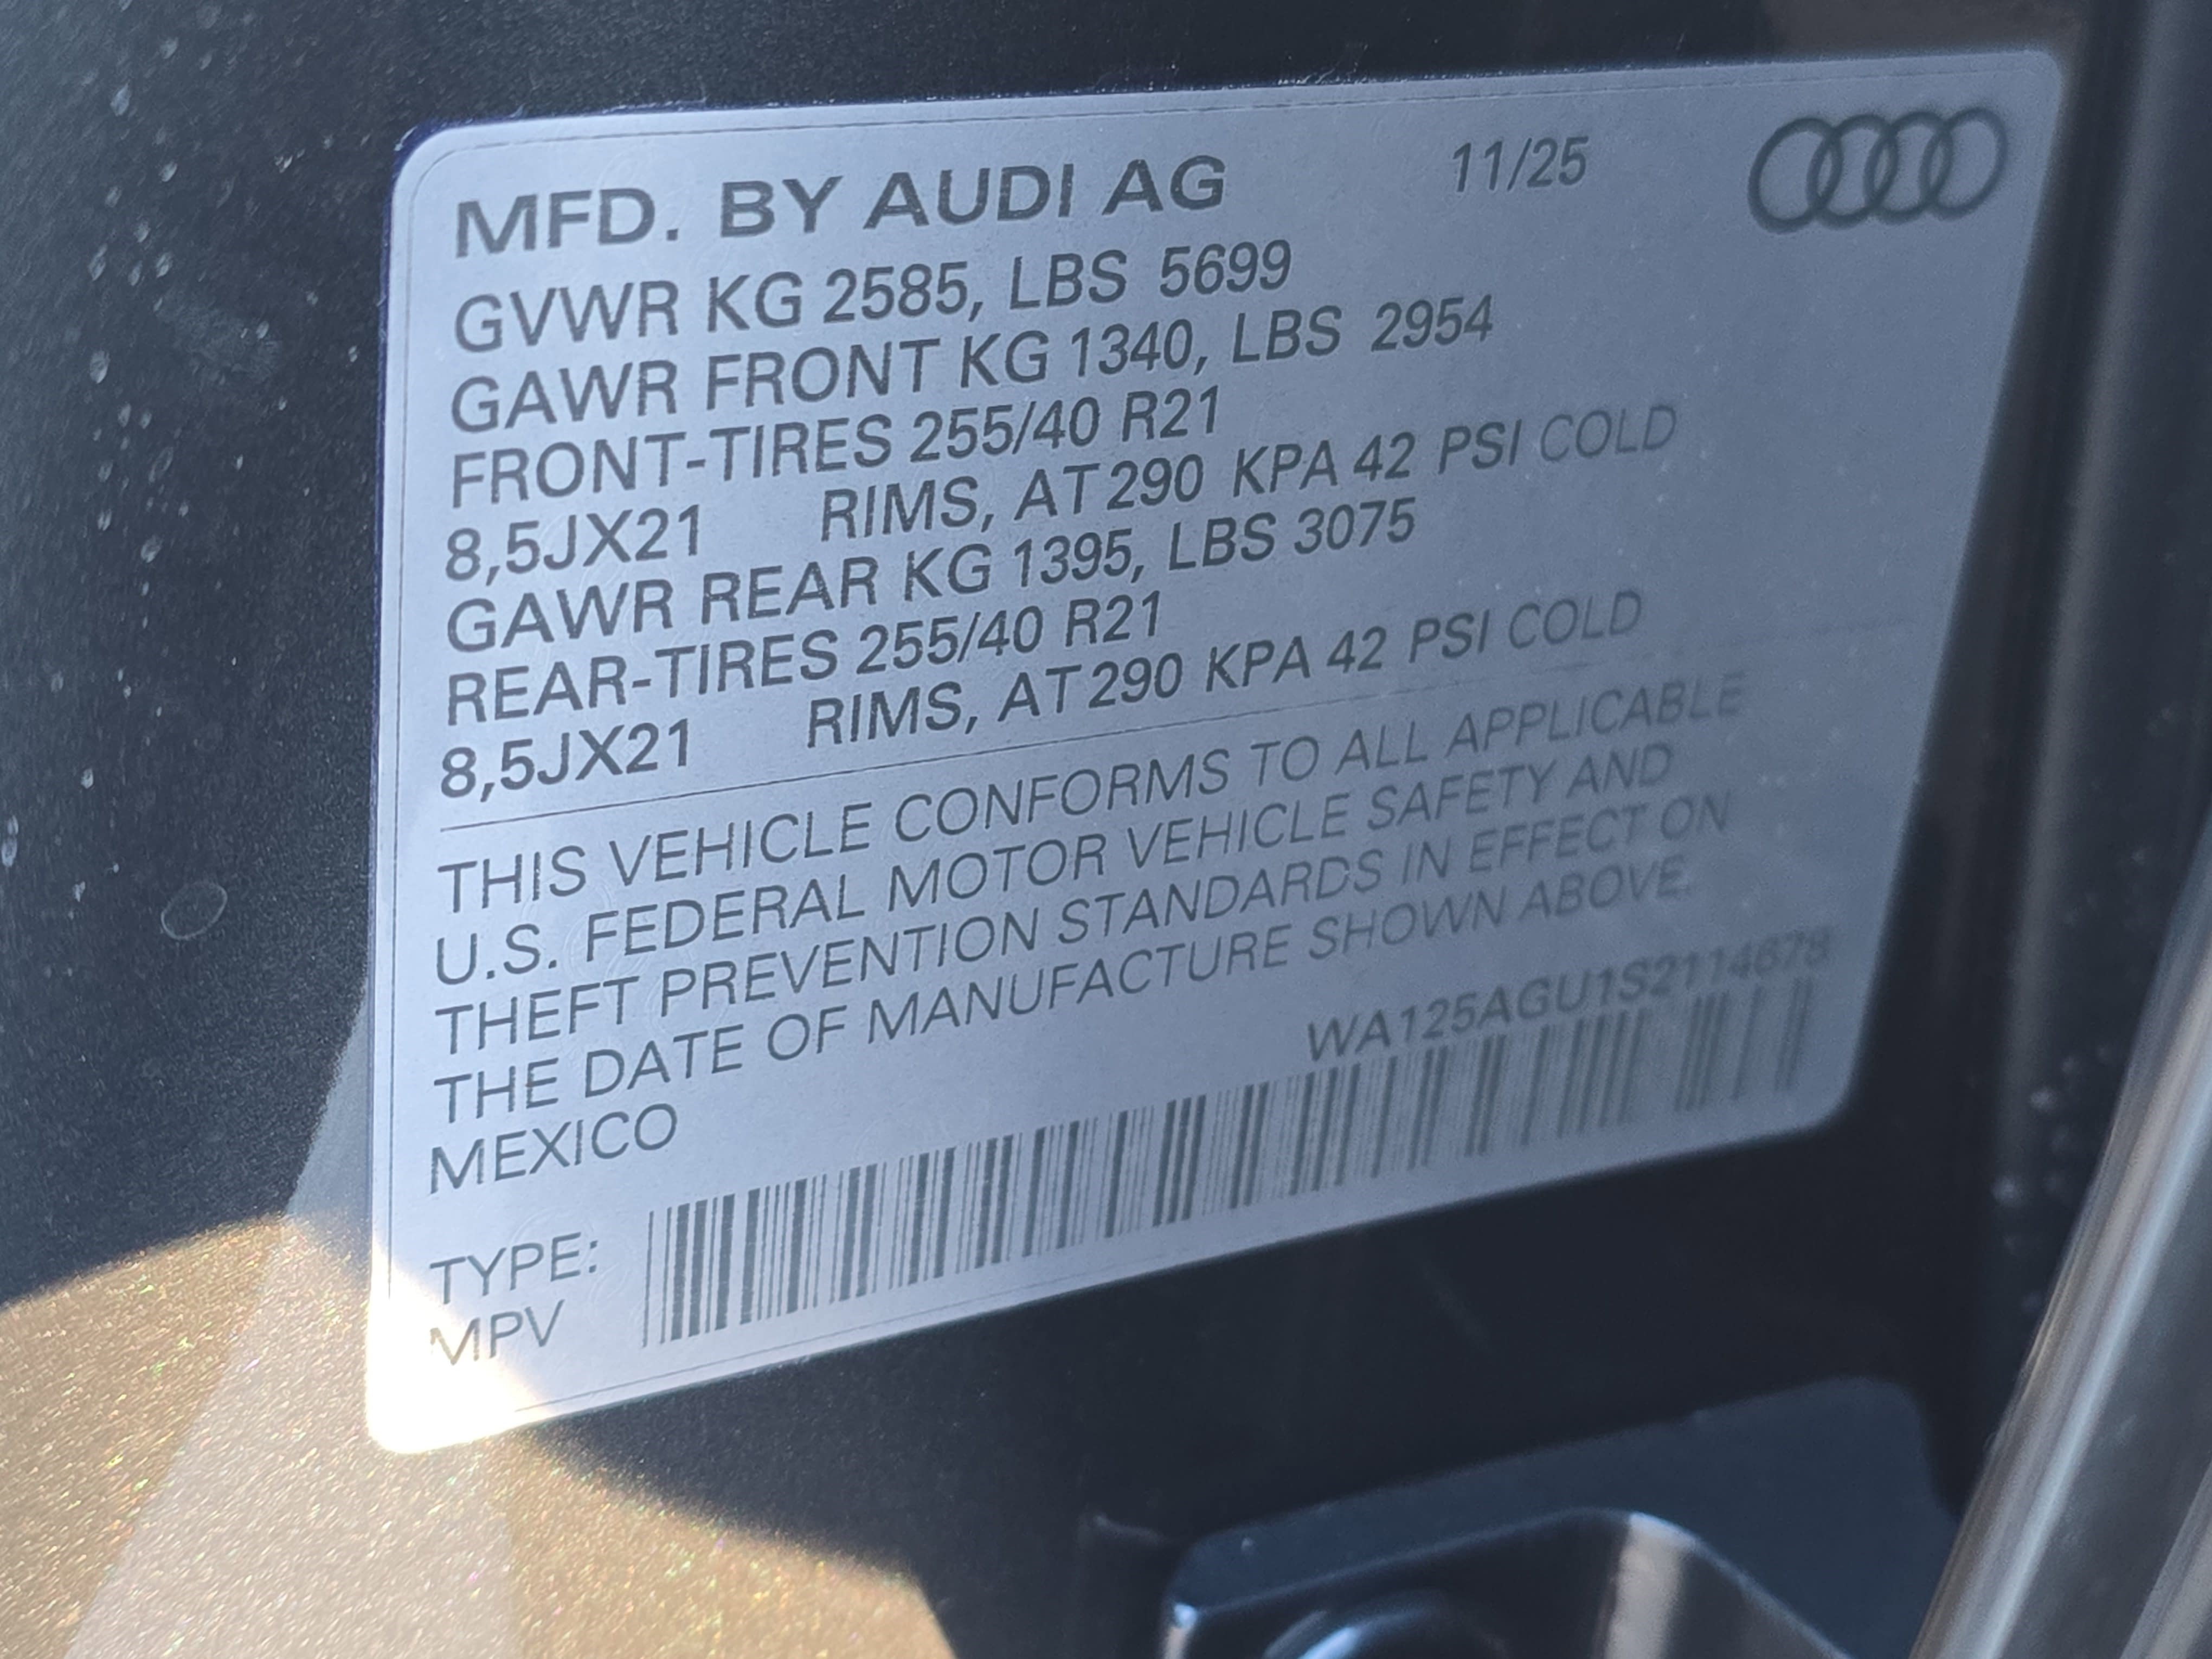 MFD. BY AUDI AG 11/25
GVWR KG 2585, LBS 5699
GAWR FRONT KG 1340, LBS 2954
FRONT-TIRES 255/40 R21
8,5JX21 RIMS, AT 290 KPA 42 PSI COLD
GAWR REAR KG 1395, LBS 3075
REAR-TIRES 255/40 R21
8,5JX21 RIMS, AT 290 KPA 42 PSI COLD
THIS VEHICLE CONFORMS TO ALL APPLICABLE
U.S. FEDERAL MOTOR VEHICLE SAFETY AND
THEFT PREVENTION STANDARDS IN EFFECT ON
THE DATE OF MANUFACTURE SHOWN ABOVE.
MEXICO
WA125AGU1S2114678
TYPE:
MPV